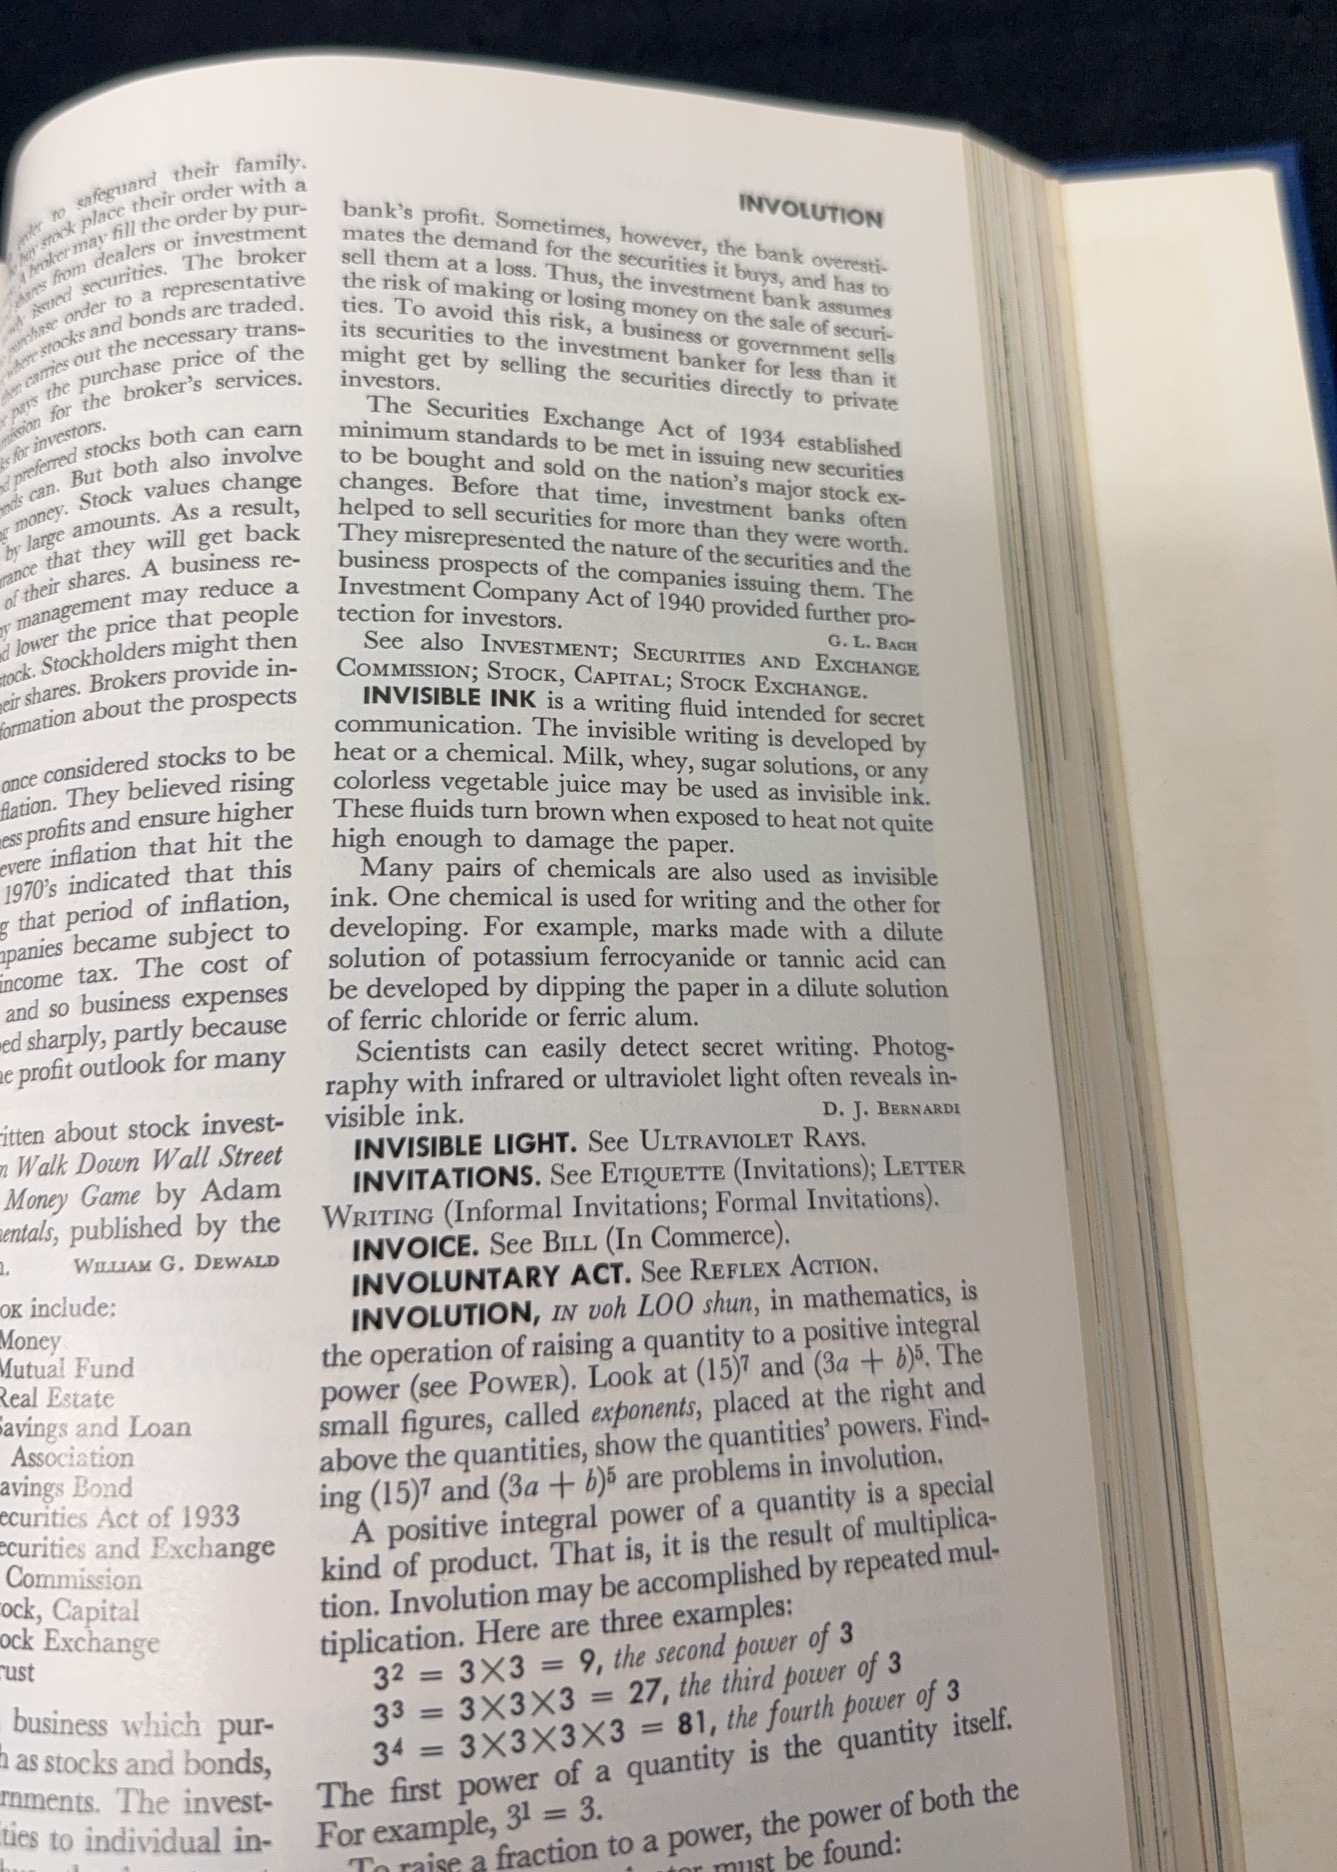 to safeguard their family.
stock place their order with a
broker may fill the order by pur-
from dealers or investment
issued securities. The broker
order to a representative
where stocks and bonds are traded.
then carries out the necessary trans-
pays the purchase price of the
for the broker's services.
for investors.
preferred stocks both can earn
can. But both also involve
money. Stock values change
by large amounts. As a result,
that they will get back
of their shares. A business re-
management may reduce a
lower the price that people
Stockholders might then
shares. Brokers provide in-
about the prospects
once considered stocks to be
They believed rising
profits and ensure higher
inflation that hit the
1970's indicated that this
that period of inflation,
became subject to
income tax. The cost of
and so business expenses
sharply, partly because
profit outlook for many
about stock invest-
Walk Down Wall Street
Money Game by Adam
published by the
WILLIAM G. DEWALD
include:
Money
Mutual Fund
Real Estate
Savings and Loan
Association
Savings Bond
Securities Act of 1933
Securities and Exchange
Commission
Stock, Capital
Stock Exchange
Trust
business which pur-
as stocks and bonds,
The invest-
to individual in-
INVOLUTION
bank's profit. Sometimes, however, the bank overesti-
mates the demand for the securities it buys, and has to
sell them at a loss. Thus, the investment bank assumes
the risk of making or losing money on the sale of securi-
ties. To avoid this risk, a business or government sells
its securities to the investment banker for less than it
might get by selling the securities directly to private
investors.
The Securities Exchange Act of 1934 established
minimum standards to be met in issuing new securities
to be bought and sold on the nation's major stock ex-
changes. Before that time, investment banks often
helped to sell securities for more than they were worth.
They misrepresented the nature of the securities and the
business prospects of the companies issuing them. The
Investment Company Act of 1940 provided further pro-
tection for investors. G. L. BACH
See also INVESTMENT; SECURITIES AND EXCHANGE
COMMISSION; STOCK, CAPITAL; STOCK EXCHANGE.
INVISIBLE INK is a writing fluid intended for secret
communication. The invisible writing is developed by
heat or a chemical. Milk, whey, sugar solutions, or any
colorless vegetable juice may be used as invisible ink.
These fluids turn brown when exposed to heat not quite
high enough to damage the paper.
Many pairs of chemicals are also used as invisible
ink. One chemical is used for writing and the other for
developing. For example, marks made with a dilute
solution of potassium ferrocyanide or tannic acid can
be developed by dipping the paper in a dilute solution
of ferric chloride or ferric alum.
Scientists can easily detect secret writing. Photog-
raphy with infrared or ultraviolet light often reveals in-
visible ink. D. J. BERNARDI
INVISIBLE LIGHT. See ULTRAVIOLET RAYS.
INVITATIONS. See ETIQUETTE (Invitations); LETTER
WRITING (Informal Invitations; Formal Invitations).
INVOICE. See BILL (In Commerce).
INVOLUNTARY ACT. See REFLEX ACTION.
INVOLUTION, IN voh LOO shun, in mathematics, is
the operation of raising a quantity to a positive integral
power (see POWER). Look at (15)⁷ and (3a + b)⁵. The
small figures, called exponents, placed at the right and
above the quantities, show the quantities' powers. Find-
ing (15)⁷ and (3a + b)⁵ are problems in involution.
A positive integral power of a quantity is a special
kind of product. That is, it is the result of multiplica-
tion. Involution may be accomplished by repeated mul-
tiplication. Here are three examples:
3² = 3×3 = 9, the second power of 3
3³ = 3×3×3 = 27, the third power of 3
3⁴ = 3×3×3×3 = 81, the fourth power of 3
The first power of a quantity is the quantity itself.
For example, 3¹ = 3.
To raise a fraction to a power, the power of both the
must be found: